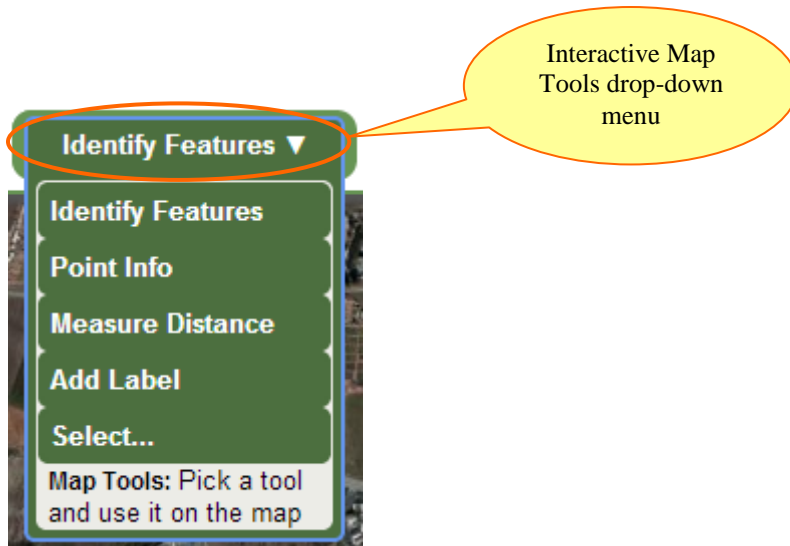 Interactive Map
Tools drop-down
menu
Identify Features ▼
Identify Features
Point Info
Measure Distance
Add Label
Select...
Map Tools: Pick a tool
and use it on the map